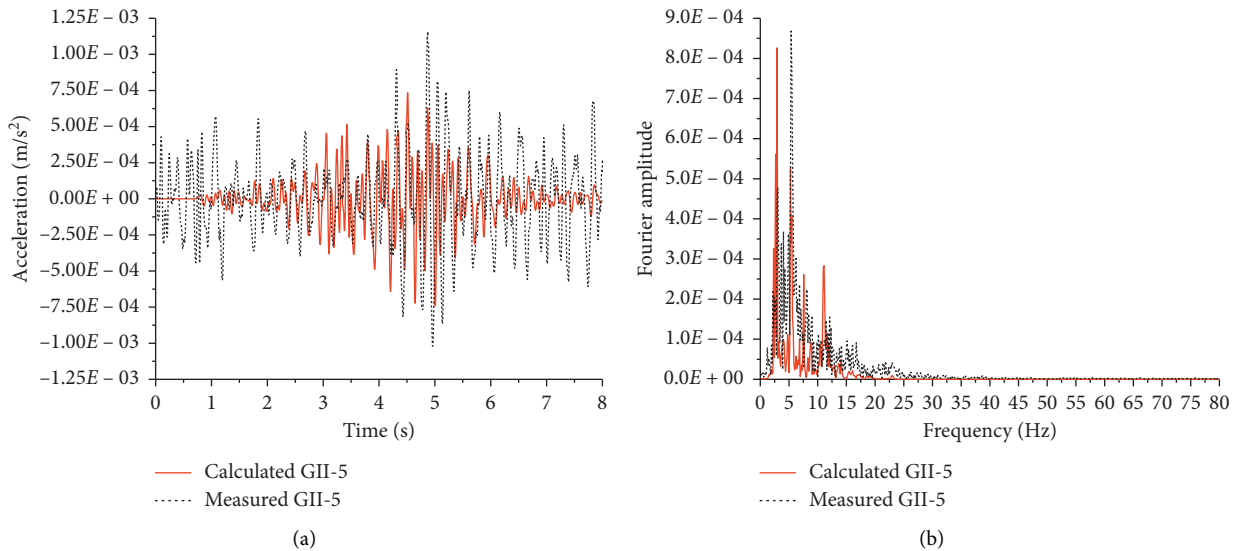 1.25E – 03
1.00E – 03
7.50E – 04
5.00E – 04
2.50E – 04
0.00E + 00
–2.50E – 04
–5.00E – 04
–7.50E – 04
–1.00E – 03
–1.25E – 03
Acceleration (m/s²)
0 1 2 3 4 5 6 7 8
Time (s)
Calculated GII-5
Measured GII-5
(a)
9.0E – 04
8.0E – 04
7.0E – 04
6.0E – 04
5.0E – 04
4.0E – 04
3.0E – 04
2.0E – 04
1.0E – 04
0.0E + 00
Fourier amplitude
0 5 10 15 20 25 30 35 40 45 50 55 60 65 70 75 80
Frequency (Hz)
Calculated GII-5
Measured GII-5
(b)